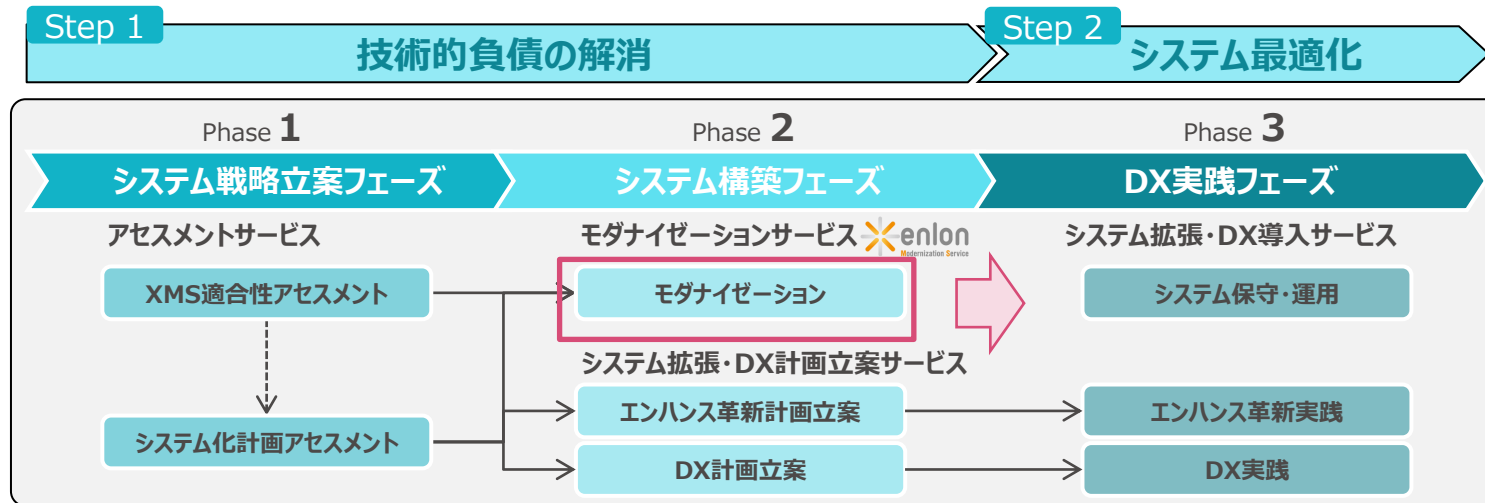 Step 1
技術的負債の解消
Step 2
システム最適化
Phase 1
Phase 2
Phase 3
システム戦略立案フェーズ
システム構築フェーズ
DX実践フェーズ
アセスメントサービス
モダナイゼーションサービス
Xenlon
Modernization Service
システム拡張・DX導入サービス
XMS適合性アセスメント
モダナイゼーション
システム保守・運用
システム拡張・DX計画立案サービス
エンハンス革新計画立案
エンハンス革新実践
システム化計画アセスメント
DX計画立案
DX実践